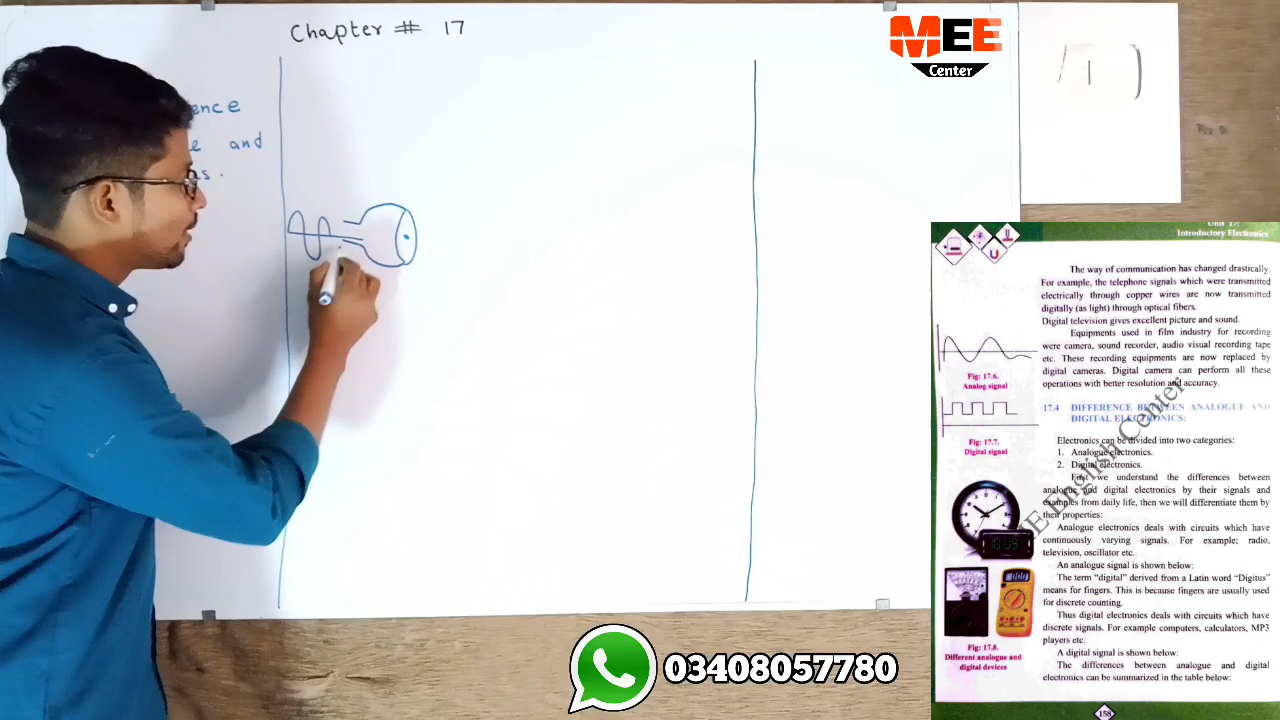 Chapter # 17
ence
e and
ns.
MEE
Center
03408057780
Unit 17:
Introductory Electronics
The way of communication has changed drastically.
For example, the telephone signals which were transmitted
electrically through copper wires are now transmitted
digitally (as light) through optical fibers.
Digital television gives excellent picture and sound.
Equipments used in film industry for recording
were camera, sound recorder, audio visual recording tape
etc. These recording equipments are now replaced by
digital cameras. Digital camera can perform all these
operations with better resolution and accuracy.
Fig: 17.6.
Analog signal
17.4 DIFFERENCE BETWEEN ANALOGUE AND
DIGITAL ELECTRONICS:
Fig: 17.7.
Digital signal
Electronics can be divided into two categories:
1. Analogue electronics.
2. Digital electronics.
First we understand the differences between
analogue and digital electronics by their signals and
examples from daily life, then we will differentiate them by
their properties:
Analogue electronics deals with circuits which have
continuously varying signals. For example; radio,
television, oscillator etc.
An analogue signal is shown below:
The term “digital” derived from a Latin word “Digitus”
means for fingers. This is because fingers are usually used
for discrete counting.
Thus digital electronics deals with circuits which have
discrete signals. For example computers, calculators, MP3
players etc.
A digital signal is shown below:
The differences between analogue and digital
electronics can be summarized in the table below:
Fig: 17.8.
Different analogue and
digital devices
158
English Center